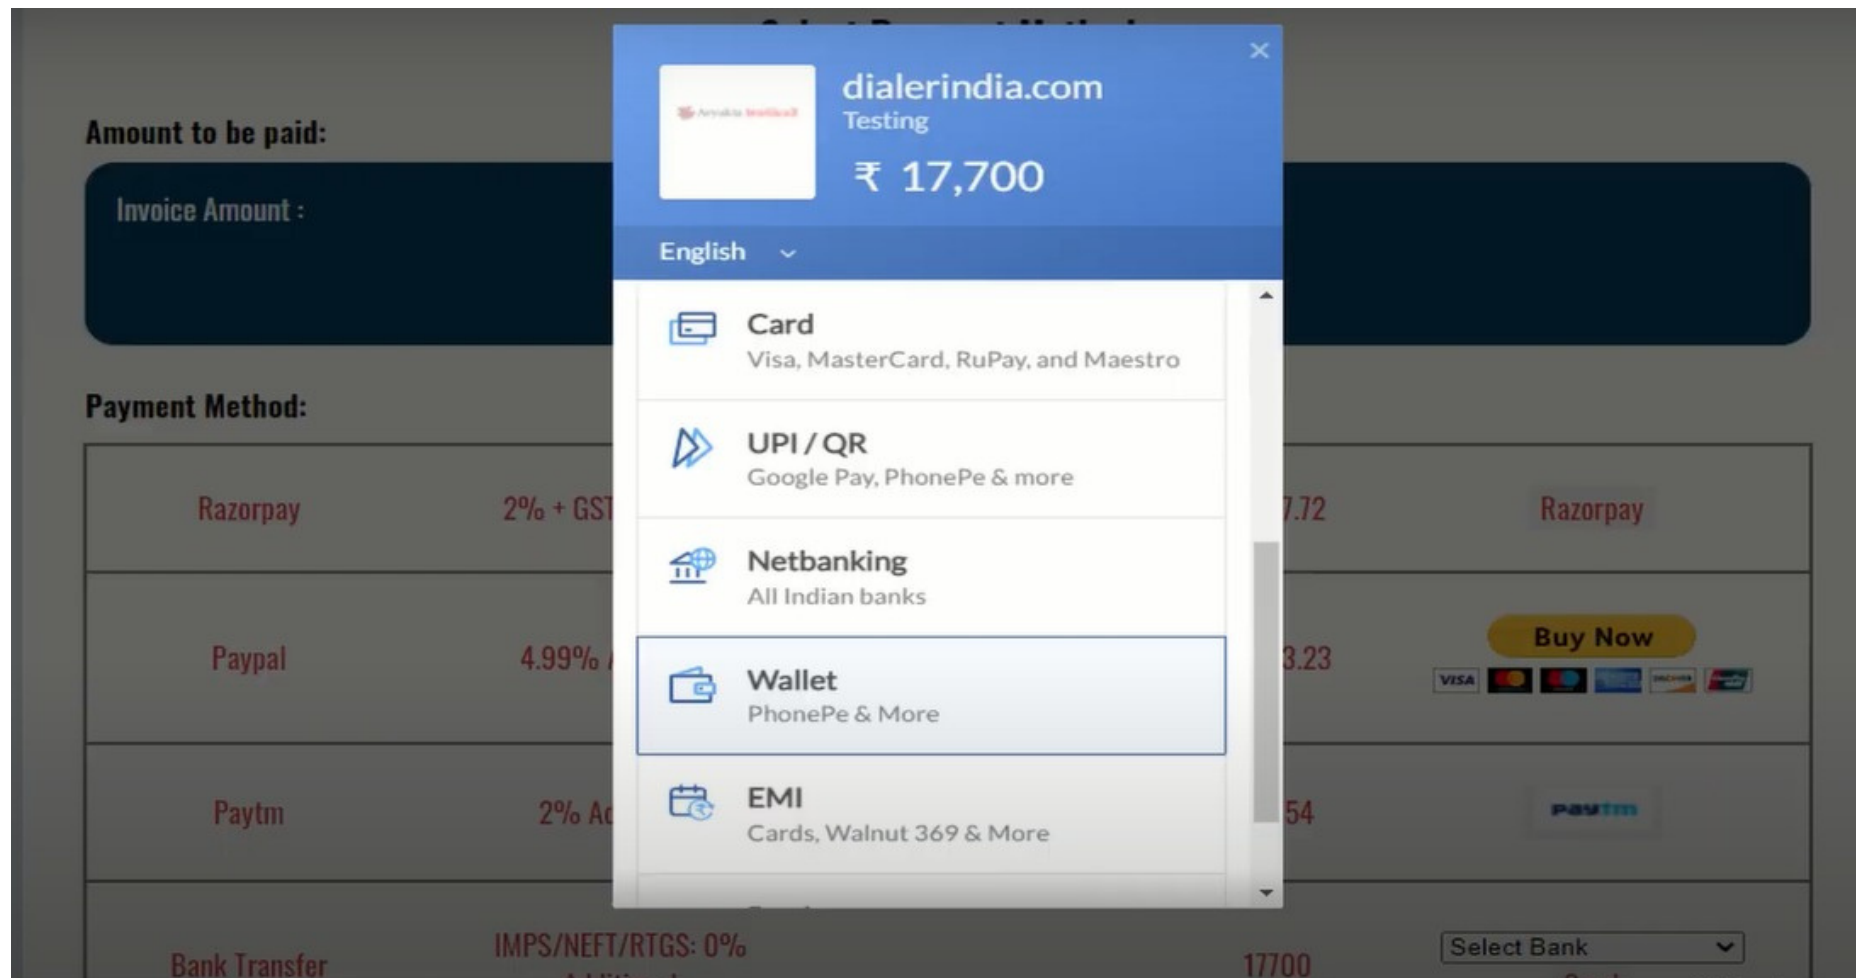 dialerindia.com
Testing
₹ 17,700
English
Card
Visa, MasterCard, RuPay, and Maestro
UPI / QR
Google Pay, PhonePe & more
Netbanking
All Indian banks
Wallet
PhonePe & More
EMI
Cards, Walnut 369 & More
Amount to be paid:
Invoice Amount :
Payment Method:
Razorpay 2% + GST 7.72 Razorpay
Paypal 4.99% 3.23 Buy Now
VISA
Paytm 2% 54 paytm
IMPS/NEFT/RTGS: 0%
Bank Transfer 17700 Select Bank